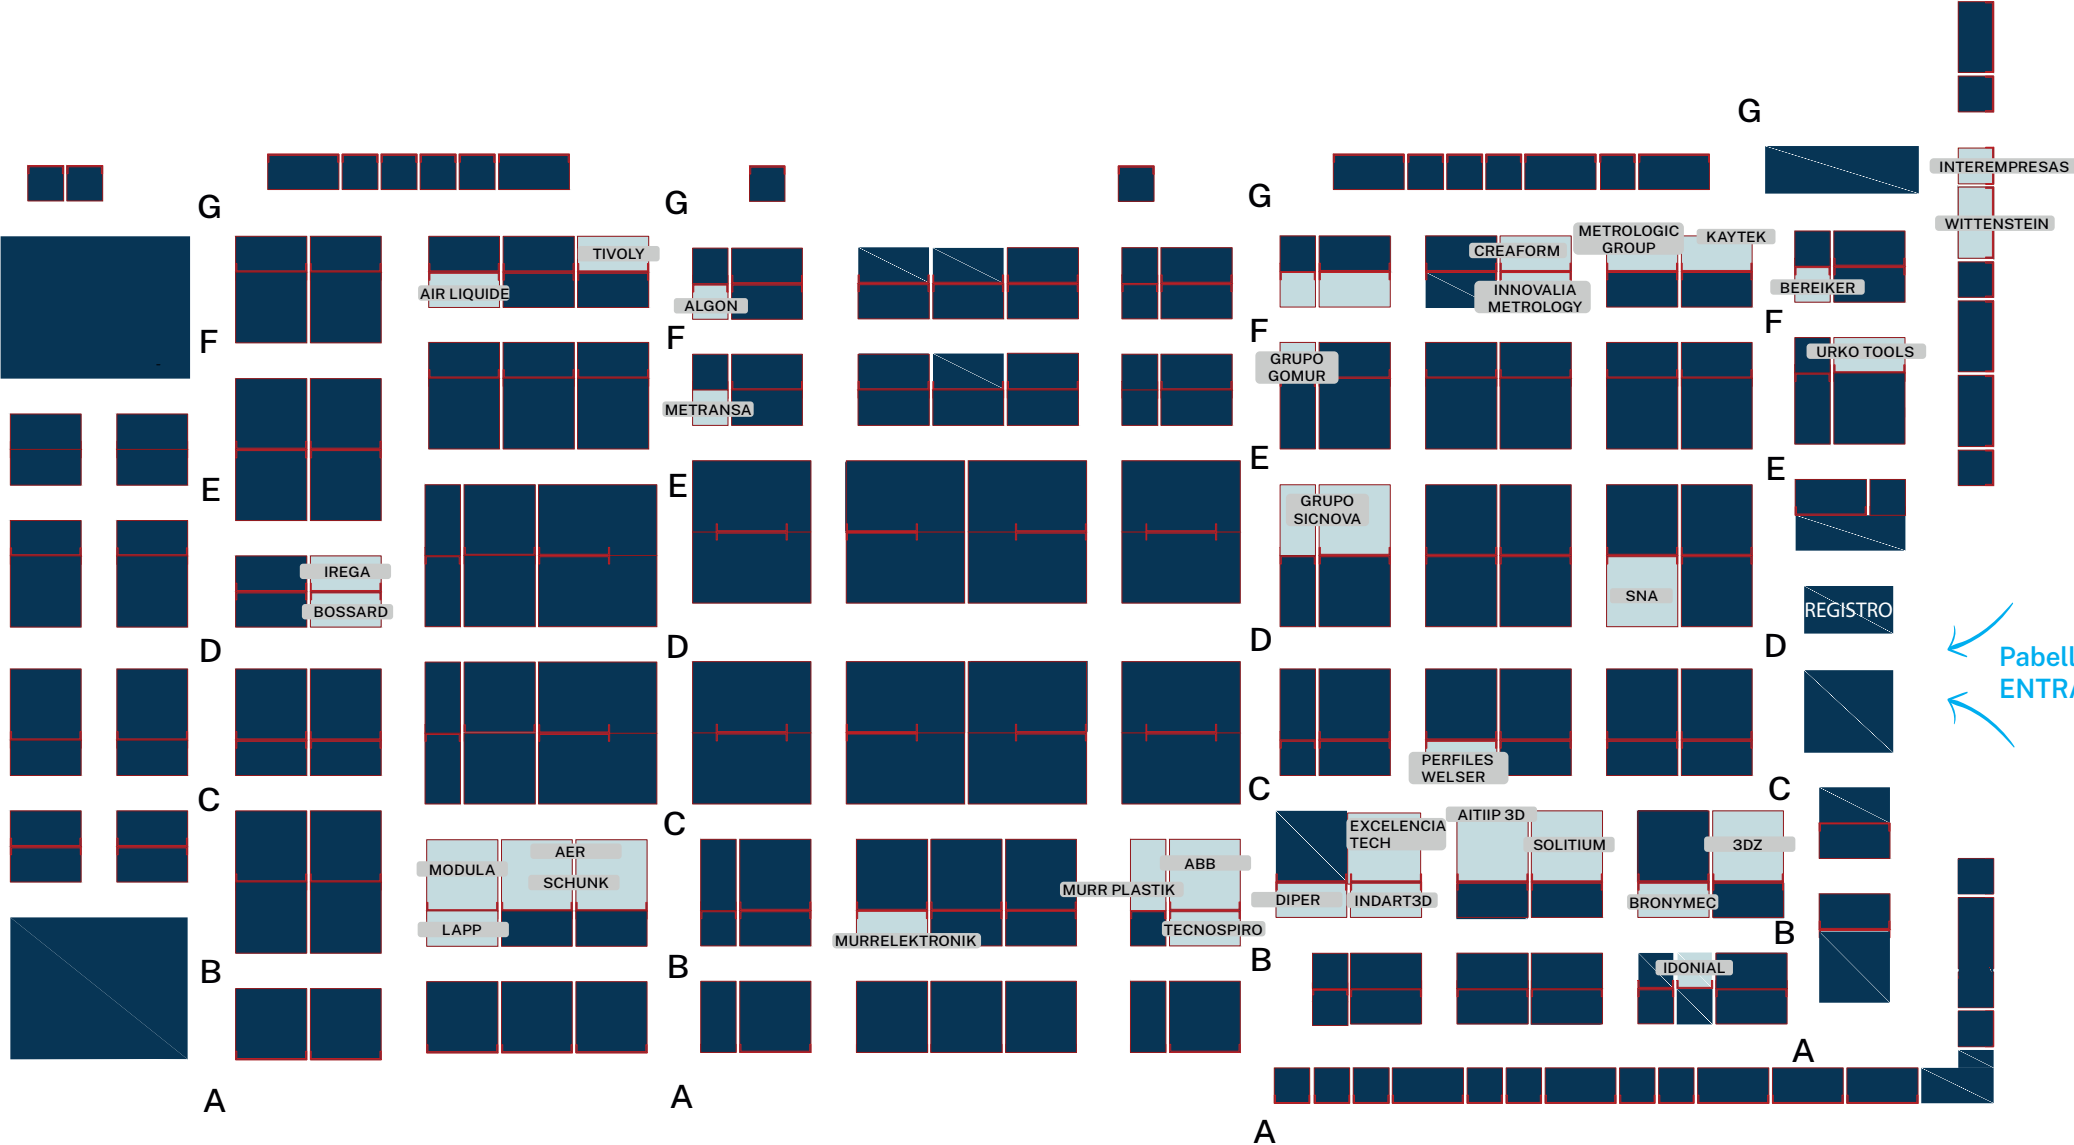 G
INTEREMPRESAS
G
G
G
WITTENSTEIN
TIVOLY
CREAFORM
METROLOGIC
GROUP
KAYTEK
AIR LIQUIDE
ALGON
INNOVALIA
METROLOGY
BEREIKER
F
F
F
F
GRUPO
GOMUR
URKO TOOLS
METRANSA
E
E
E
E
GRUPO
SICNOVA
IREGA
BOSSARD
SNA
REGISTRO
D
D
D
D
Pabell
ENTRA
PERFILES
WELSER
C
C
C
C
MODULA
AER
SCHUNK
LAPP
MURR PLASTIK
ABB
MURRELEKTRONIK
TECNOSPIRO
EXCELENCIA
TECH
AITIIP 3D
SOLITIUM
3DZ
DIPER
INDART3D
BRONYMEC
B
B
B
B
IDONIAL
A
A
A
A